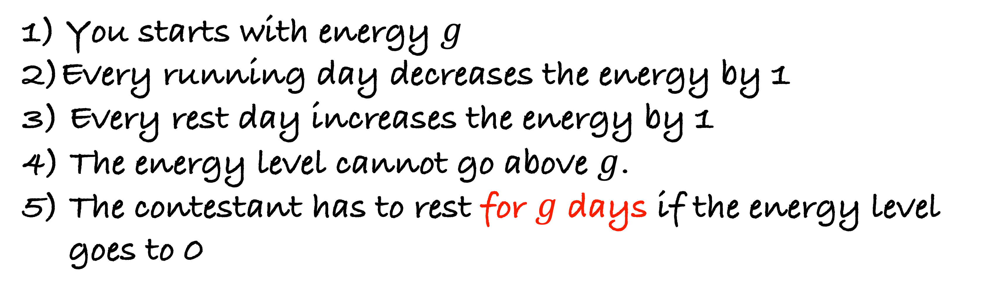 1) You starts with energy g
2) Every running day decreases the energy by 1
3) Every rest day increases the energy by 1
4) The energy level cannot go above g.
5) The contestant has to rest for g days if the energy level
goes to 0